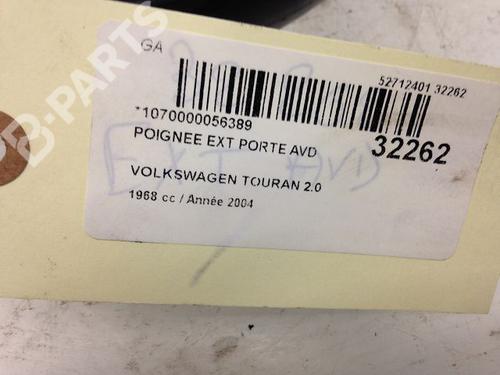 GA
52712401 32262
*1070000056389
POIGNEE EXT PORTE AVD
32262
EXT AVD
VOLKSWAGEN TOURAN 2.0
1968 cc / Année 2004
B-PARTS